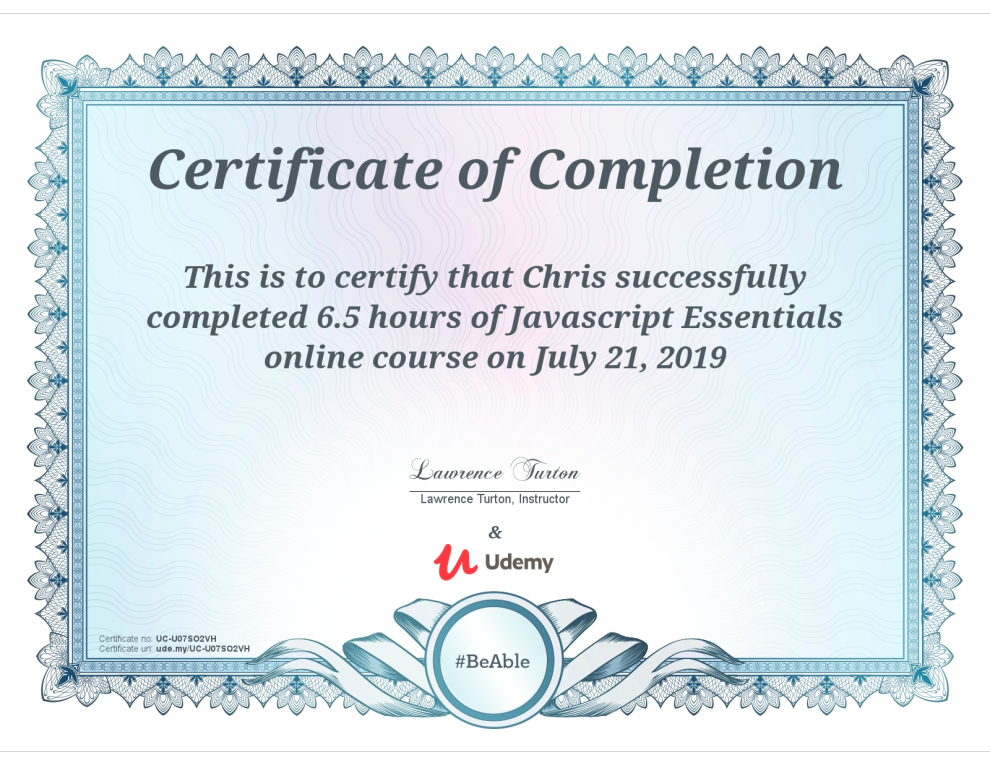 Certificate of Completion
This is to certify that Chris successfully
completed 6.5 hours of Javascript Essentials
online course on July 21, 2019
Lawrence Turton
Lawrence Turton, Instructor
&
Udemy
#BeAble
Certificate no: UC-U07SO2VH
Certificate url: ude.my/UC-U07SO2VH